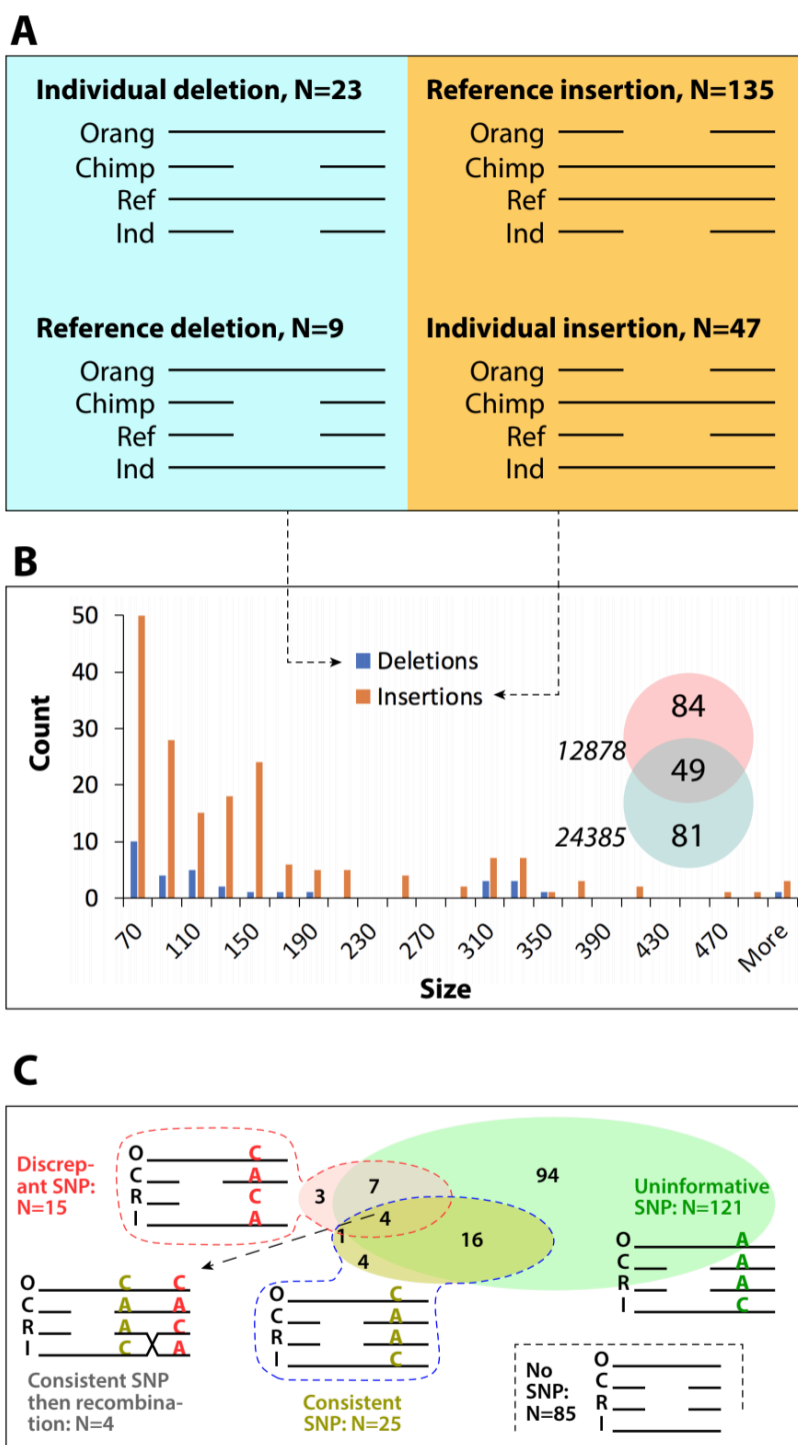 A
Individual deletion, N=23
Orang
Chimp
Ref
Ind
Reference insertion, N=135
Orang
Chimp
Ref
Ind
Reference deletion, N=9
Orang
Chimp
Ref
Ind
Individual insertion, N=47
Orang
Chimp
Ref
Ind
B
Count
50
40
30
20
10
0
Deletions
Insertions
12878
24385
84
49
81
70
110
150
190
230
270
310
350
390
430
470
More
Size
C
Discrep-
ant SNP:
N=15
O C
C A
R C
I A
3
7
94
4
1
16
4
Uninformative
SNP: N=121
O A
C A
R A
I C
O C C
C A A
R A C
I C A
Consistent SNP
then recombina-
tion: N=4
O C
C A
R A
I C
Consistent
SNP: N=25
No
SNP:
N=85
O
C
R
I